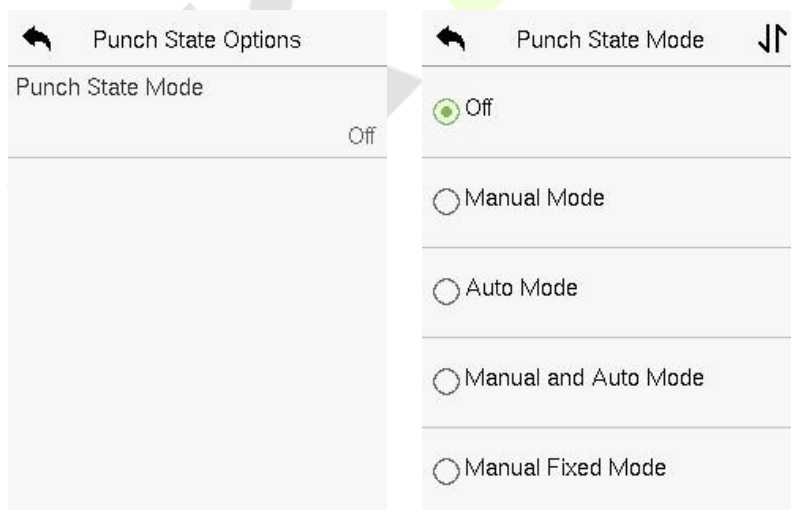 Punch State Options
Punch State Mode
Off
Punch State Mode
Off
Manual Mode
Auto Mode
Manual and Auto Mode
Manual Fixed Mode